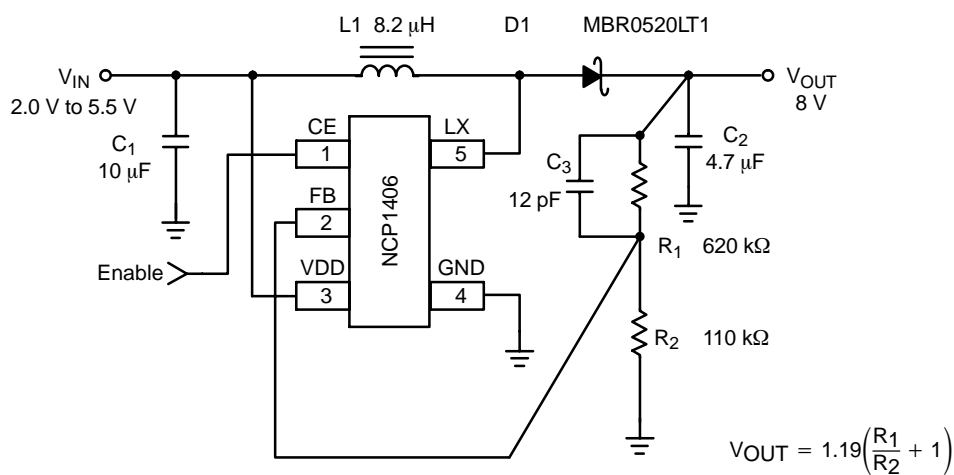 L1 8.2 μH
D1
MBR0520LT1
VIN
2.0 V to 5.5 V
VOUT
8 V
C1
10 μF
CE
1
LX
5
FB
2
NCP1406
VDD
3
GND
4
Enable
C3
12 pF
C2
4.7 μF
R1 620 kΩ
R2 110 kΩ
VOUT = 1.19(R1/R2 + 1)